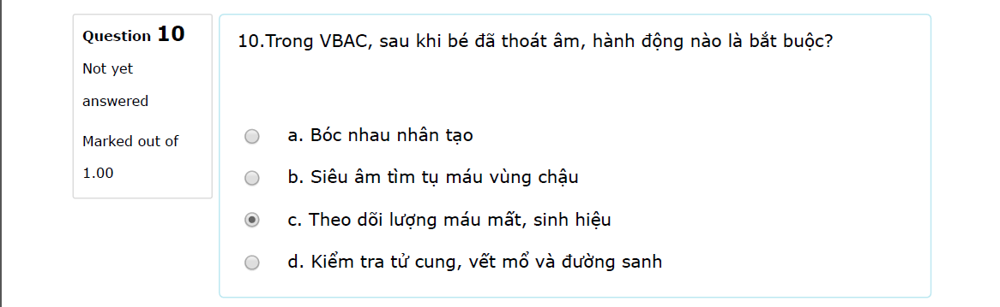 Question 10
Not yet
answered
Marked out of
1.00
10.Trong VBAC, sau khi bé đã thoát âm, hành động nào là bắt buộc?
a. Bóc nhau nhân tạo
b. Siêu âm tìm tụ máu vùng chậu
c. Theo dõi lượng máu mất, sinh hiệu
d. Kiểm tra tử cung, vết mổ và đường sanh